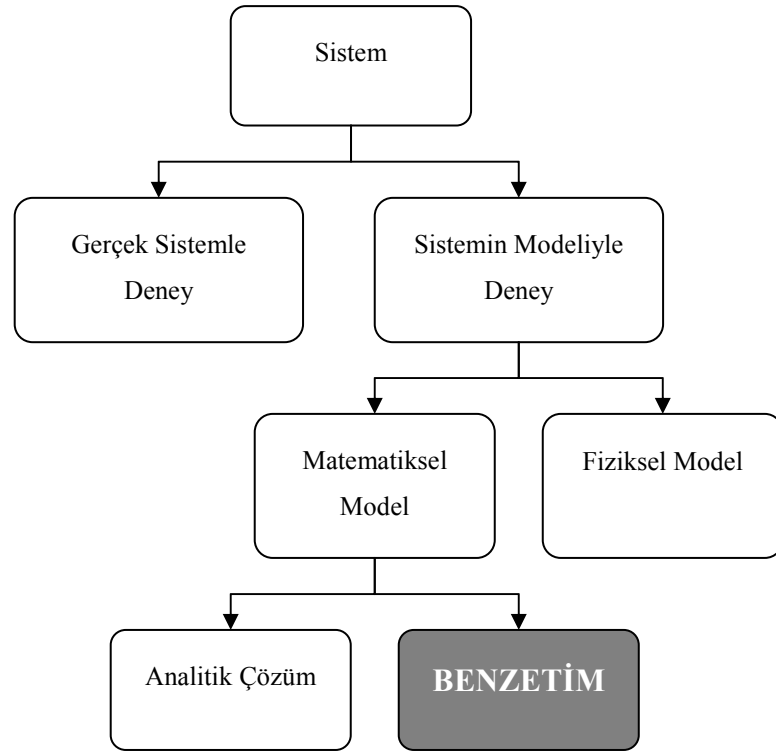 Sistem
Gerçek Sistemle
Deney
Sistemin Modeliyle
Deney
Matematiksel
Model
Fiziksel Model
Analitik Çözüm
BENZETİM